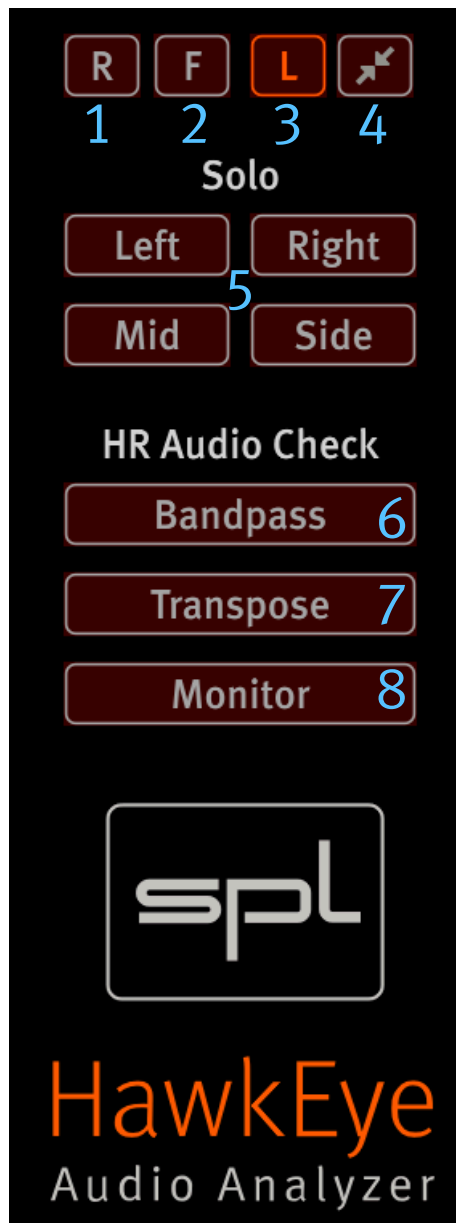 R F L
1 2 3 4
Solo
Left Right
5
Mid Side
HR Audio Check
Bandpass 6
Transpose 7
Monitor 8
spl
HawkEye
Audio Analyzer